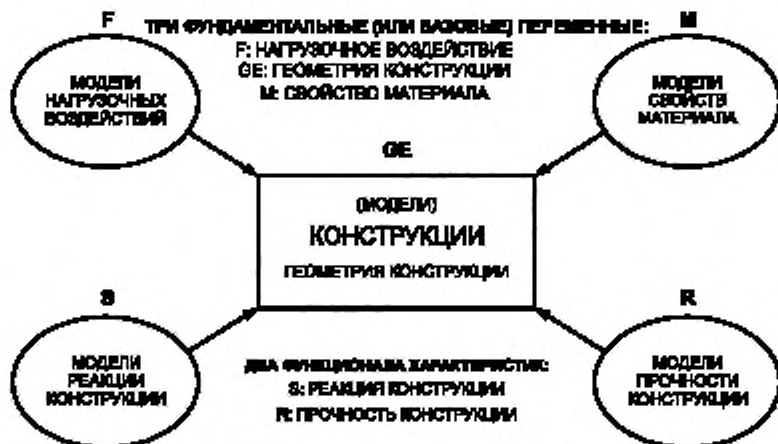 F
ТРИ ФУНДАМЕНТАЛЬНЫЕ (ИЛИ БАЗОВЫЕ) ПЕРЕМЕННЫЕ:
M
F: НАГРУЗОЧНОЕ ВОЗДЕЙСТВИЕ
GE: ГЕОМЕТРИЯ КОНСТРУКЦИИ
M: СВОЙСТВО МАТЕРИАЛА
МОДЕЛИ
НАГРУЗОЧНЫХ
ВОЗДЕЙСТВИЙ
МОДЕЛИ
СВОЙСТВ
МАТЕРИАЛА
GE
(МОДЕЛИ)
КОНСТРУКЦИИ
ГЕОМЕТРИЯ КОНСТРУКЦИИ
S
R
МОДЕЛИ
РЕАКЦИИ
КОНСТРУКЦИИ
ДВА ФУНКЦИОНАЛА ХАРАКТЕРИСТИК:
S: РЕАКЦИЯ КОНСТРУКЦИИ
R: ПРОЧНОСТЬ КОНСТРУКЦИИ
МОДЕЛИ
ПРОЧНОСТИ
КОНСТРУКЦИИ